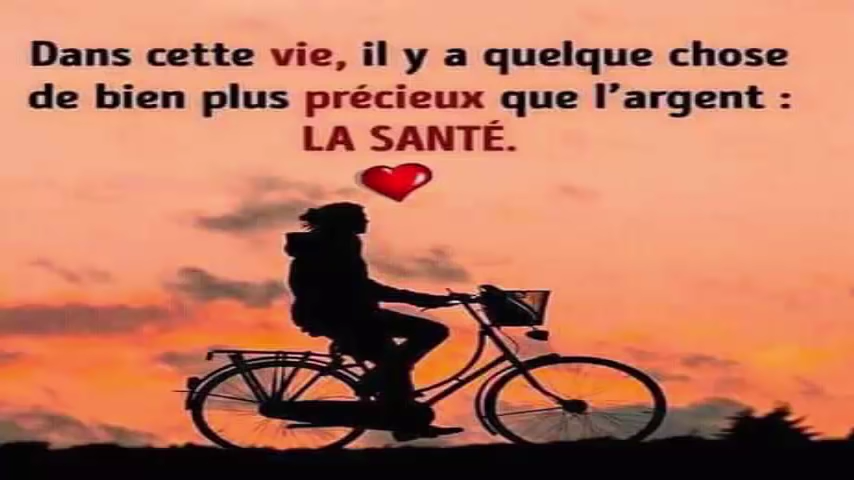 Dans cette vie, il y a quelque chose
de bien plus précieux que l'argent :
LA SANTÉ.